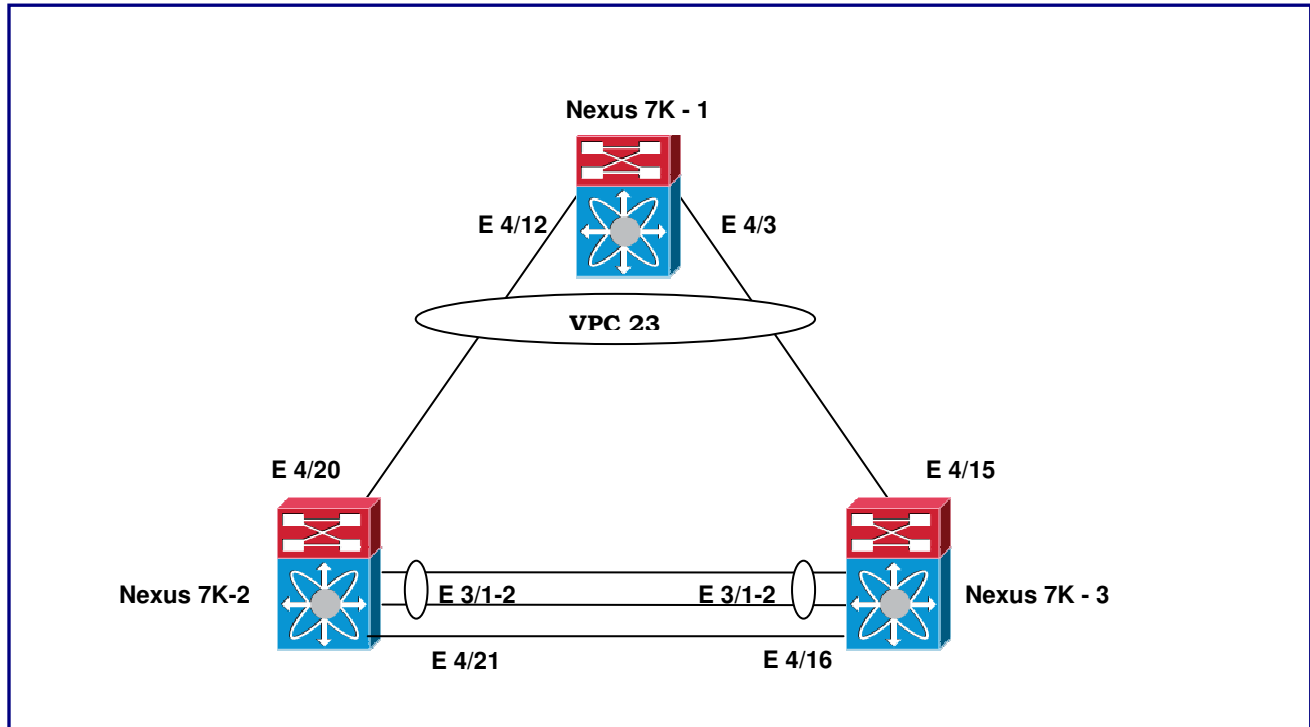 Nexus 7K - 1
E 4/12
E 4/3
VPC 23
E 4/20
E 4/15
Nexus 7K-2
E 3/1-2
E 3/1-2
Nexus 7K - 3
E 4/21
E 4/16